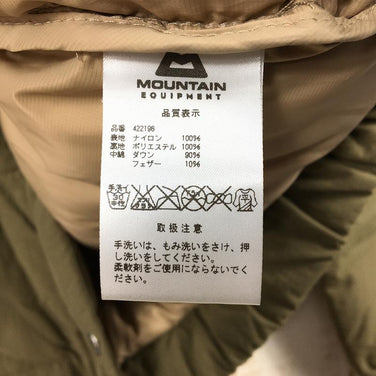 MOUNTAIN
EQUIPMENT
品質表示
品番 422196
表地 ナイロン 100%
裏地 ポリエステル 100%
中綿 ダウン 90%
フェザー 10%
取扱注意
手洗いは、もみ洗いをさけ、押
し洗いをしてください。
柔軟剤をご使用にならないでく
ださい。